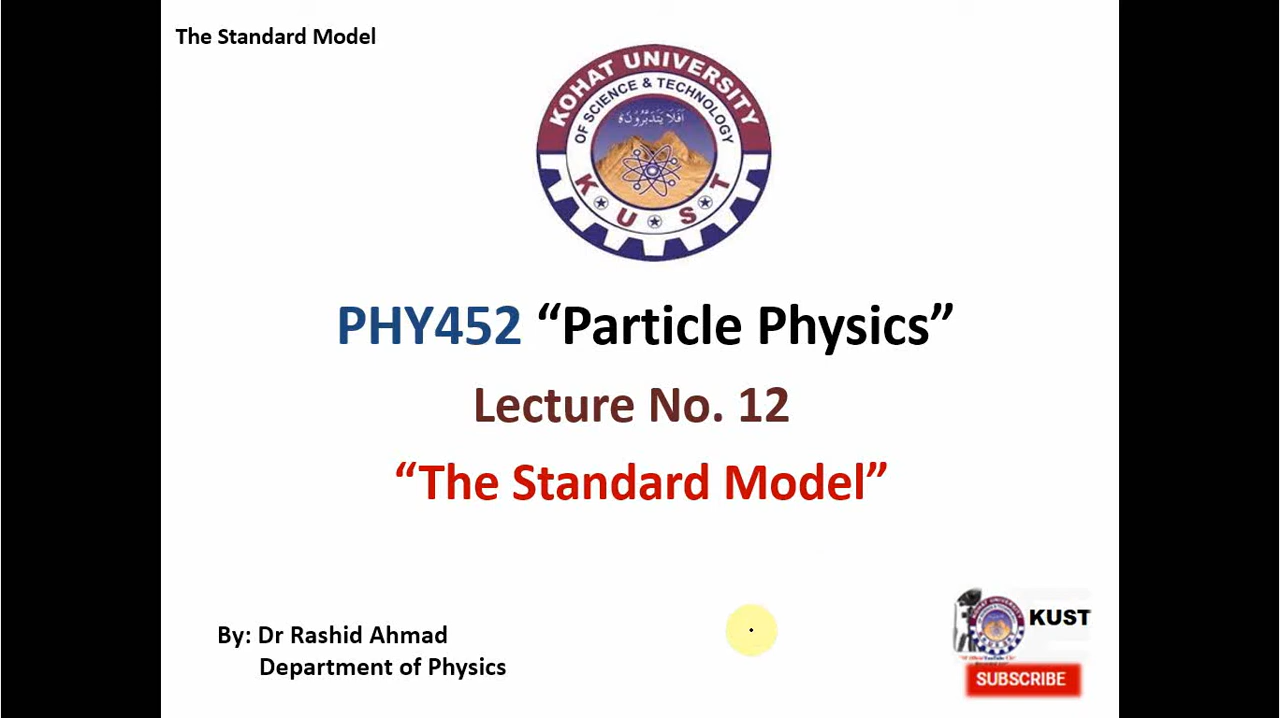 The Standard Model
KOHAT UNIVERSITY
OF SCIENCE & TECHNOLOGY
أَفَلَا يَتَدَبَّرُونَ
K U S T
PHY452 “Particle Physics”
Lecture No. 12
“The Standard Model”
By: Dr Rashid Ahmad
Department of Physics
KUST
SUBSCRIBE